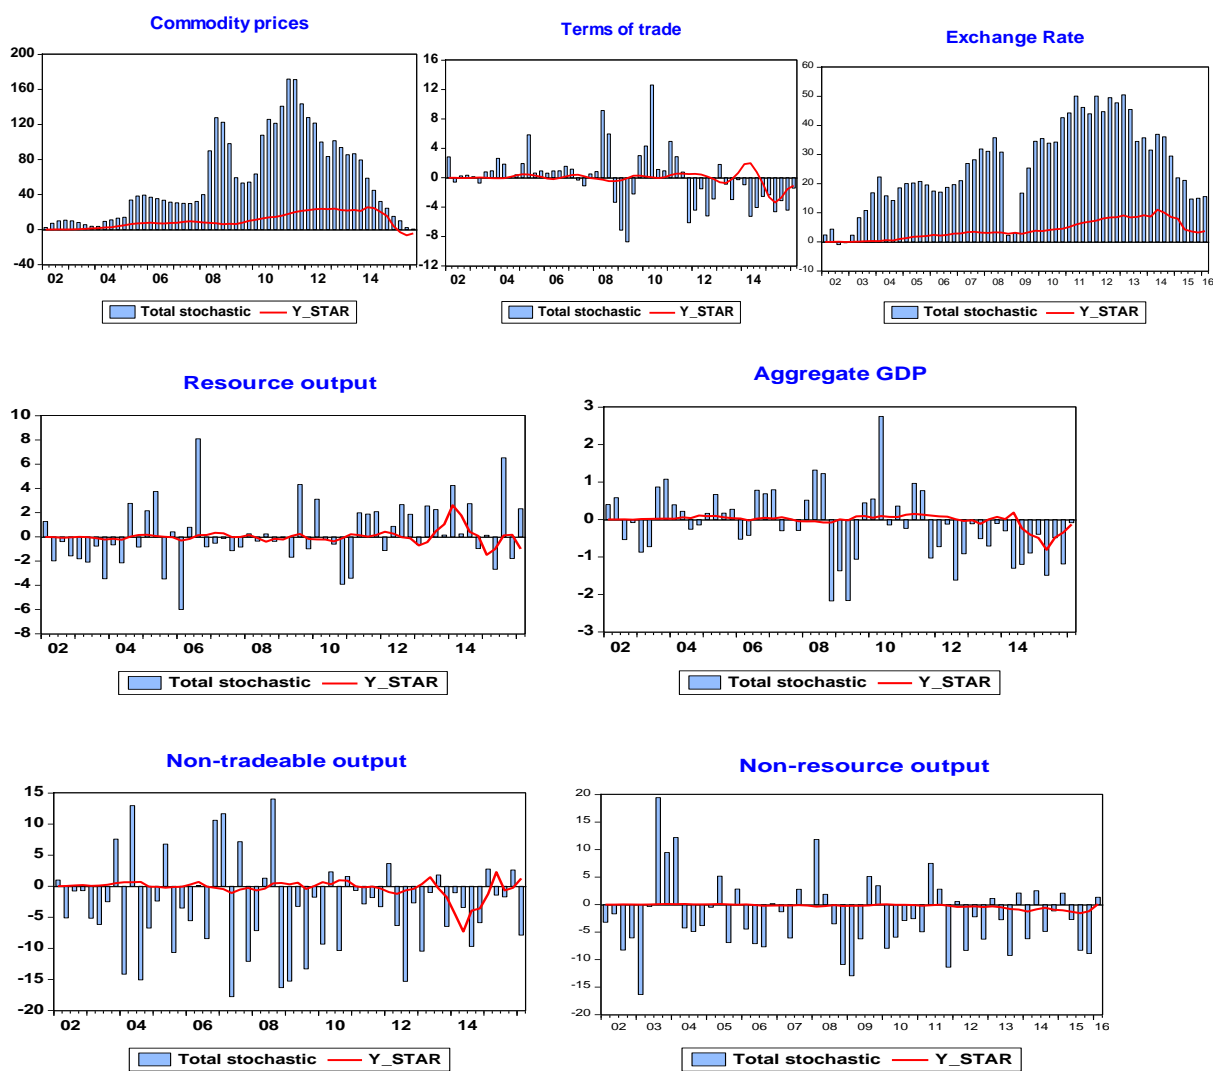 Commodity prices
200
160
120
80
40
0
-40
02 04 06 08 10 12 14
Total stochastic Y_STAR
Terms of trade
16
12
8
4
0
-4
-8
-12
02 04 06 08 10 12 14
Total stochastic Y_STAR
Exchange Rate
60
50
40
30
20
10
0
-10
02 03 04 05 06 07 08 09 10 11 12 13 14 15 16
Total stochastic Y_STAR
Resource output
10
8
6
4
2
0
-2
-4
-6
-8
02 04 06 08 10 12 14
Total stochastic Y_STAR
Aggregate GDP
3
2
1
0
-1
-2
-3
02 04 06 08 10 12 14
Total stochastic Y_STAR
Non-tradeable output
15
10
5
0
-5
-10
-15
-20
02 04 06 08 10 12 14
Total stochastic Y_STAR
Non-resource output
20
15
10
5
0
-5
-10
-15
-20
02 03 04 05 06 07 08 09 10 11 12 13 14 15 16
Total stochastic Y_STAR